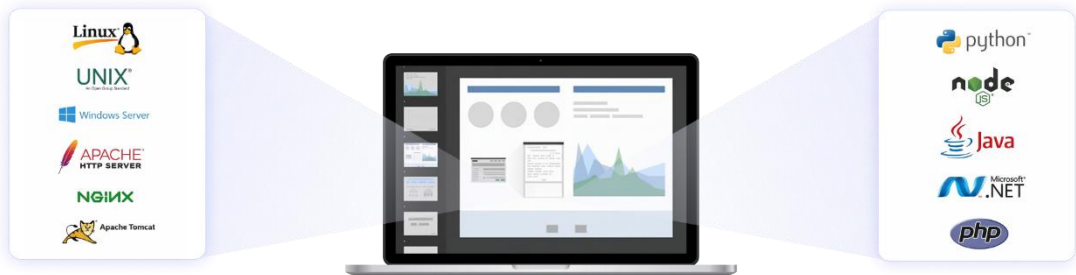 Linux
UNIX®
An Open Group Standard
Windows Server
APACHE
HTTP SERVER
NGINX
Apache Tomcat
python™
node
JS
Java
Microsoft®
.NET
php